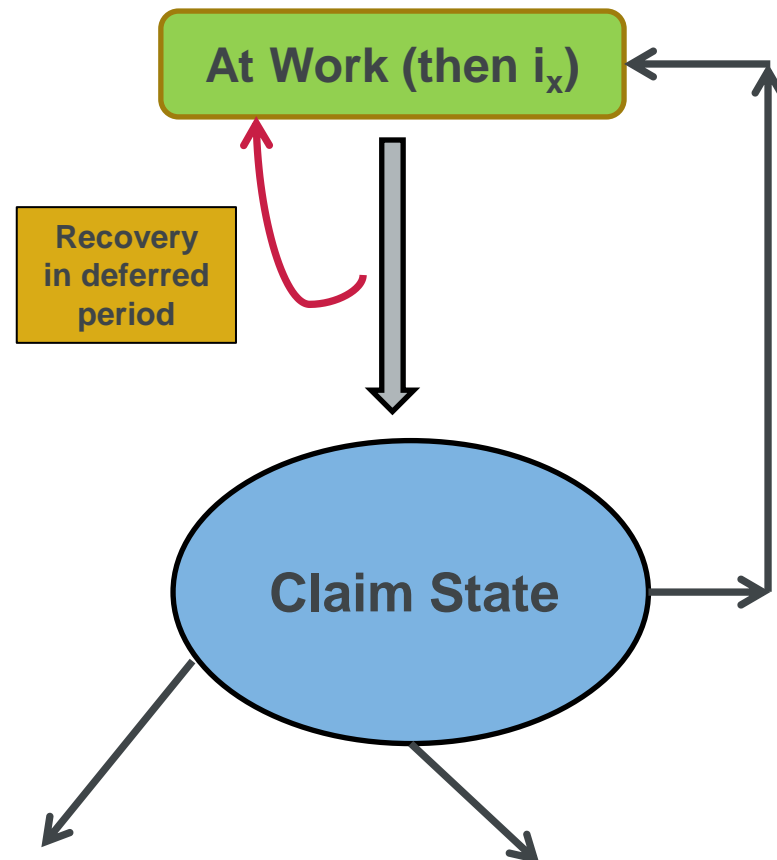 At Work (then iₓ)
Recovery
in deferred
period
Claim State